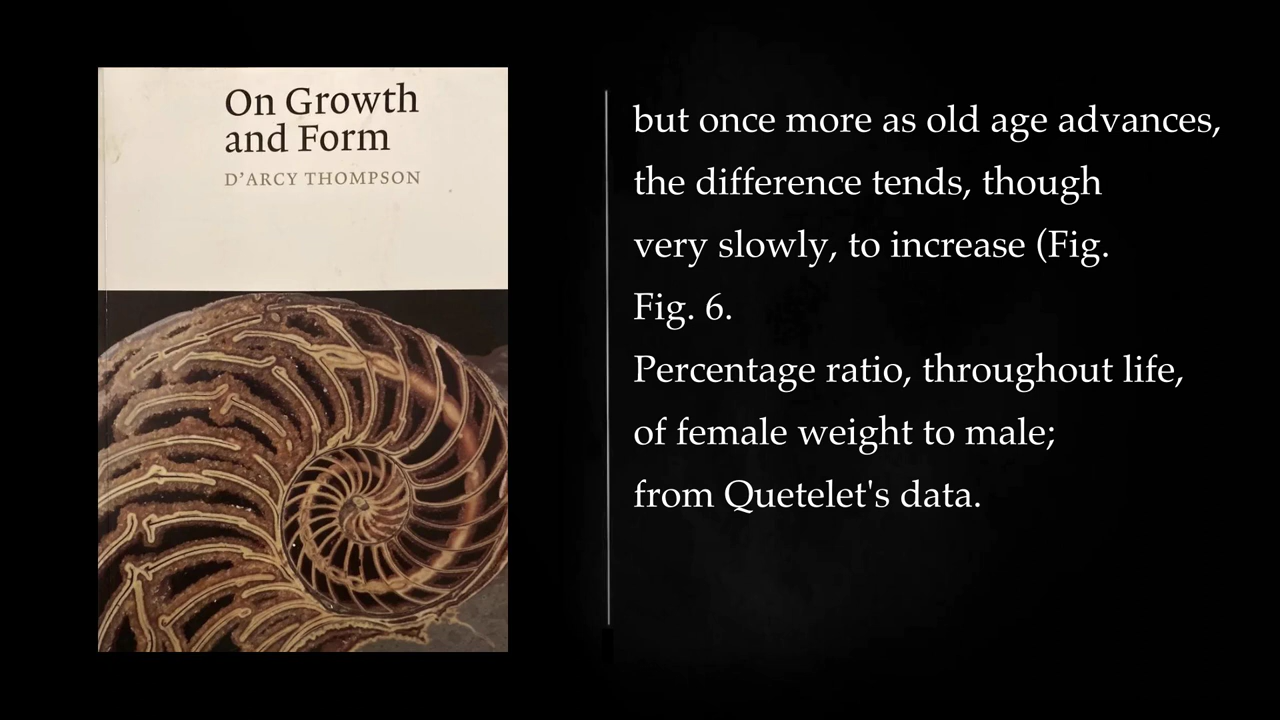 On Growth
and Form
D'ARCY THOMPSON
but once more as old age advances,
the difference tends, though
very slowly, to increase (Fig.
Fig. 6.
Percentage ratio, throughout life,
of female weight to male;
from Quetelet's data.